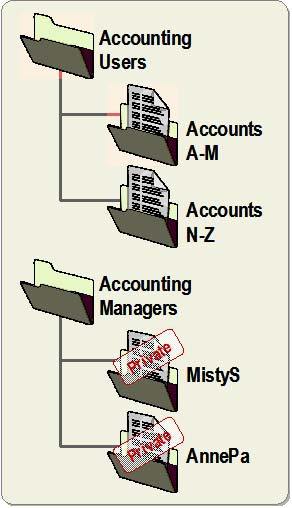 Accounting
Users
Accounts
A-M
Accounts
N-Z
Accounting
Managers
Private
MistyS
Private
AnnePa